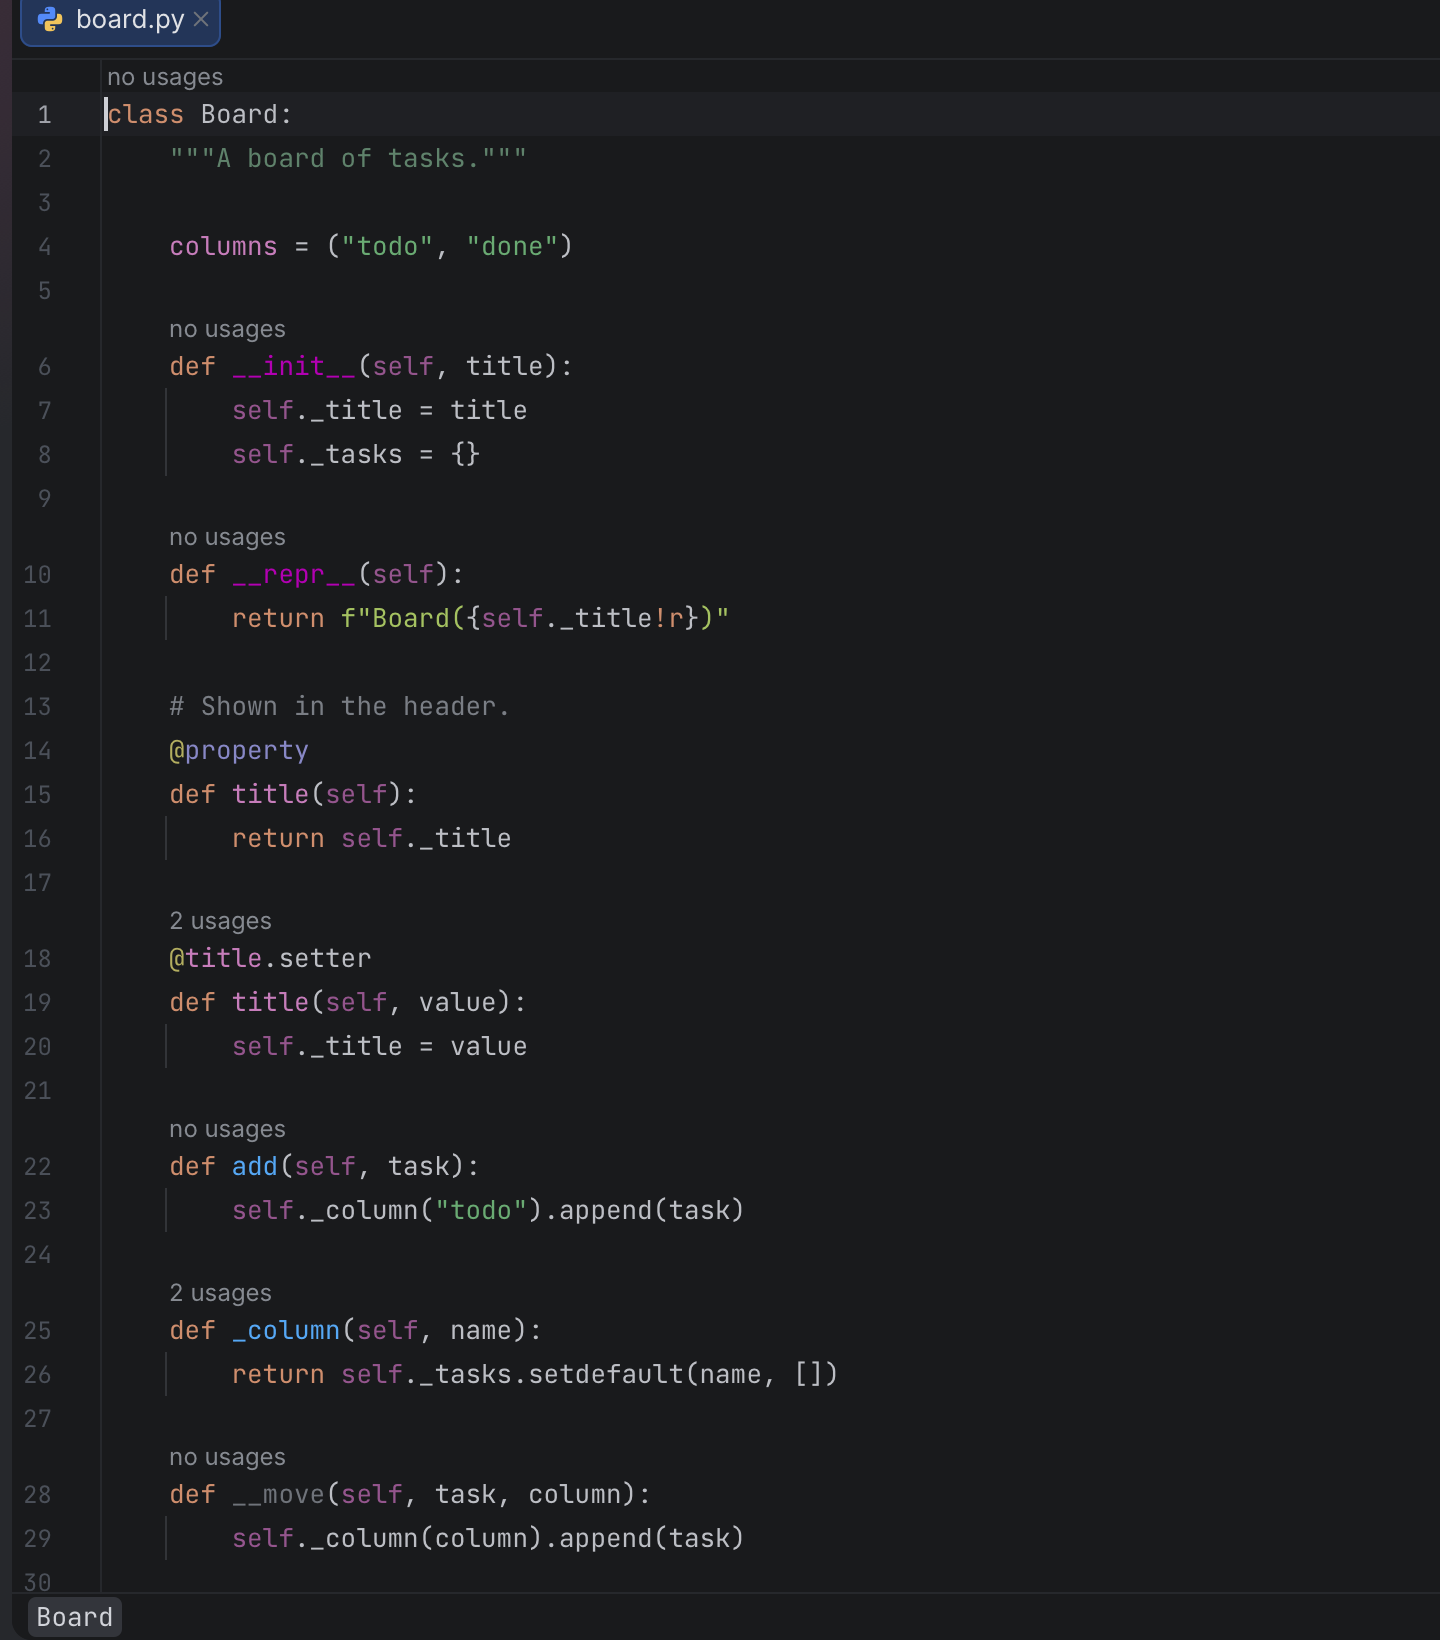 board.py
no usages
1 class Board:
2     """A board of tasks."""
3
4     columns = ("todo", "done")
5
no usages
6     def __init__(self, title):
7         self._title = title
8         self._tasks = {}
9
no usages
10     def __repr__(self):
11         return f"Board({self._title!r})"
12
13     # Shown in the header.
14     @property
15     def title(self):
16         return self._title
17
2 usages
18     @title.setter
19     def title(self, value):
20         self._title = value
21
no usages
22     def add(self, task):
23         self._column("todo").append(task)
24
2 usages
25     def _column(self, name):
26         return self._tasks.setdefault(name, [])
27
no usages
28     def __move(self, task, column):
29         self._column(column).append(task)
30
Board